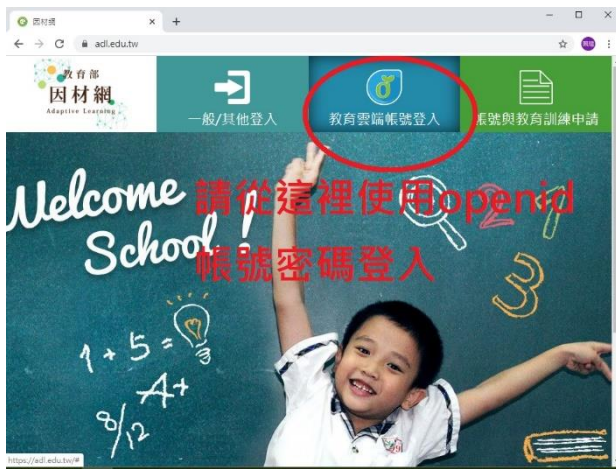 因材網
adl.edu.tw
教育部
因材網
Adaptive Learning
一般/其他登入
教育雲端帳號登入
帳號與教育訓練申請
Welcome
School !
請從這裡使用openid
帳號密碼登入
2
1
3
1+5=
A+
8/12
https://adl.edu.tw/#